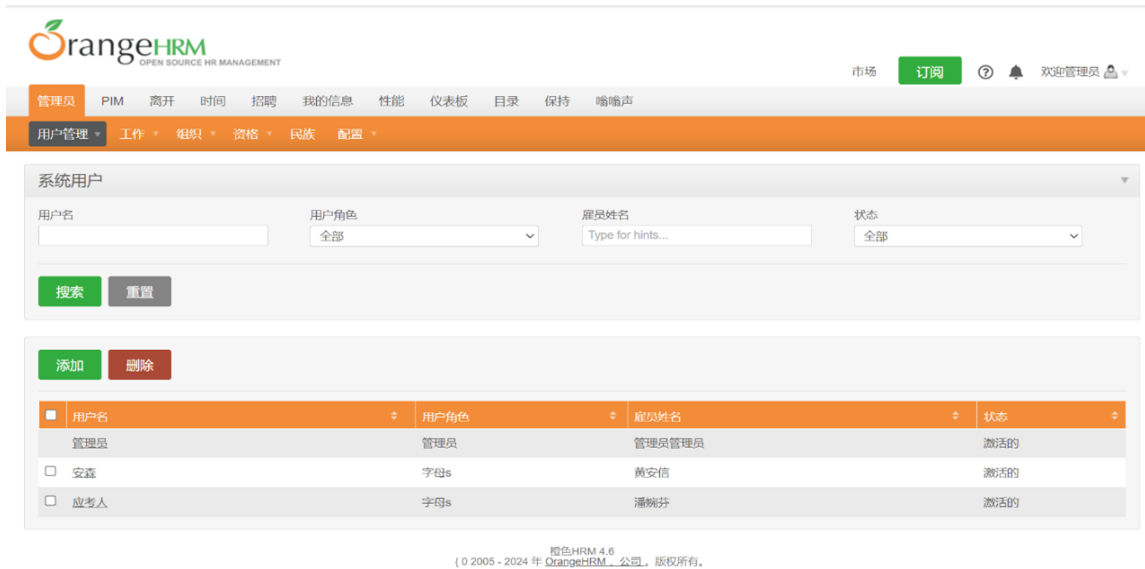 OrangeHRM
OPEN SOURCE HR MANAGEMENT
市场 订阅 欢迎管理员
管理员 PIM 离开 时间 招聘 我的信息 性能 仪表板 目录 保持 嗡嗡声
用户管理 工作 组织 资格 民族 配置
系统用户
用户名 用户角色 雇员姓名 状态
全部 Type for hints... 全部
搜索 重置
添加 删除
用户名 用户角色 雇员姓名 状态
管理员 管理员 管理员管理员 激活的
安森 字母s 黄安信 激活的
应考人 字母s 潘婉芬 激活的
橙色HRM 4.6
( 0 2005 - 2024 年 OrangeHRM ，公司 。版权所有。